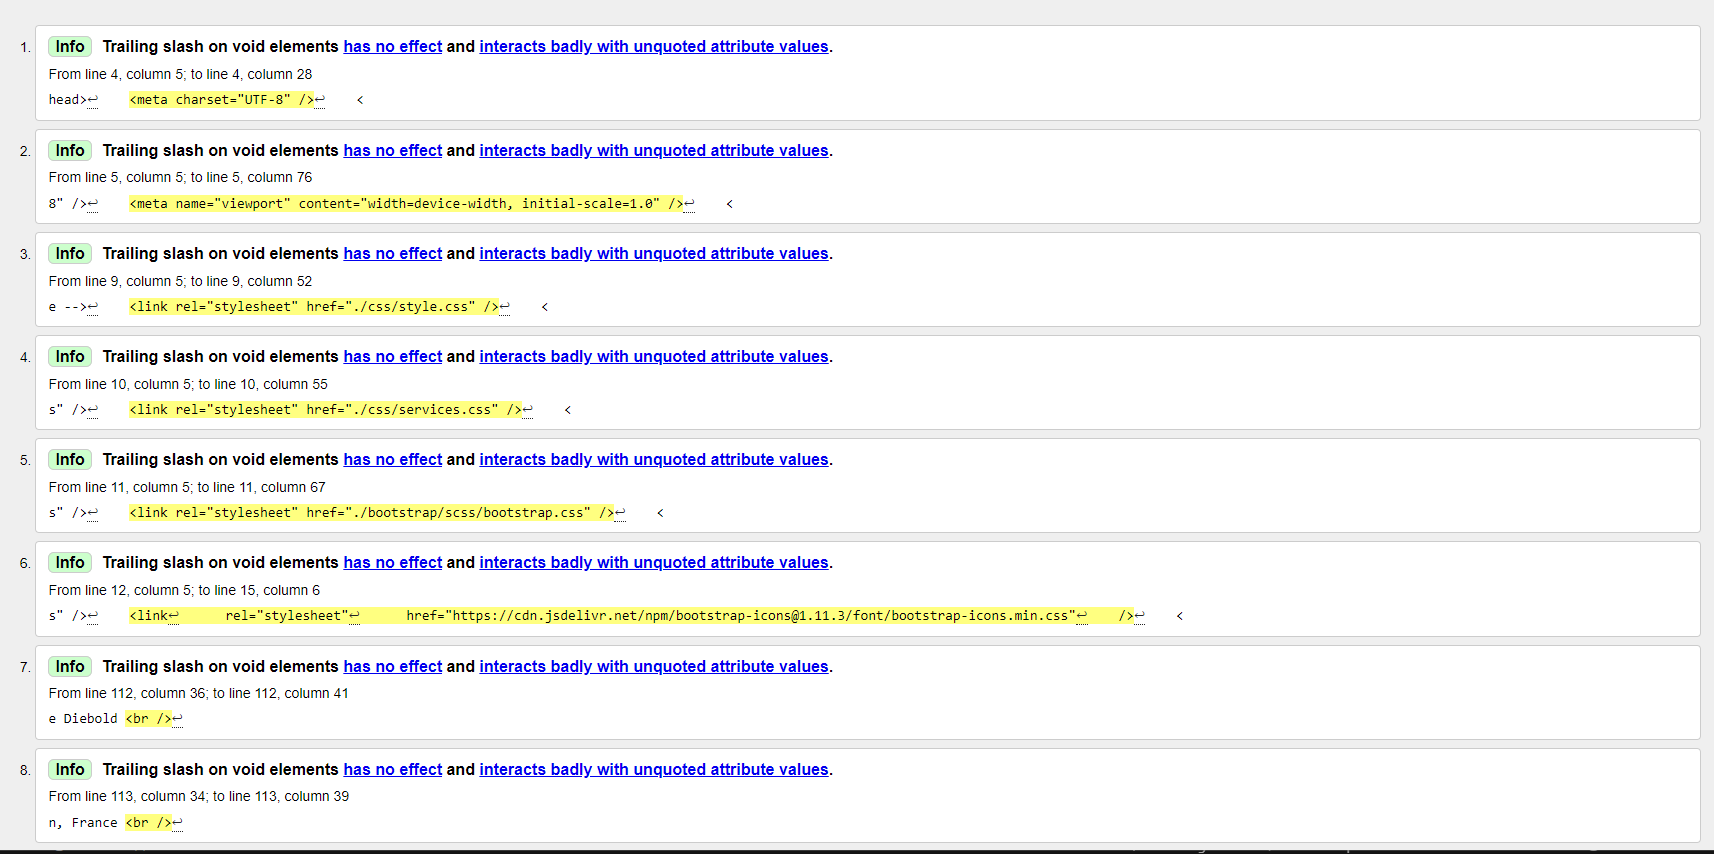 1. Info Trailing slash on void elements has no effect and interacts badly with unquoted attribute values.
From line 4, column 5; to line 4, column 28
head>↩    <meta charset="UTF-8" />↩    <
2. Info Trailing slash on void elements has no effect and interacts badly with unquoted attribute values.
From line 5, column 5; to line 5, column 76
8" />↩    <meta name="viewport" content="width=device-width, initial-scale=1.0" />↩    <
3. Info Trailing slash on void elements has no effect and interacts badly with unquoted attribute values.
From line 9, column 5; to line 9, column 52
e -->↩    <link rel="stylesheet" href="./css/style.css" />↩    <
4. Info Trailing slash on void elements has no effect and interacts badly with unquoted attribute values.
From line 10, column 5; to line 10, column 55
s" />↩    <link rel="stylesheet" href="./css/services.css" />↩    <
5. Info Trailing slash on void elements has no effect and interacts badly with unquoted attribute values.
From line 11, column 5; to line 11, column 67
s" />↩    <link rel="stylesheet" href="./bootstrap/scss/bootstrap.css" />↩    <
6. Info Trailing slash on void elements has no effect and interacts badly with unquoted attribute values.
From line 12, column 5; to line 15, column 6
s" />↩    <link↩      rel="stylesheet"↩      href="https://cdn.jsdelivr.net/npm/bootstrap-icons@1.11.3/font/bootstrap-icons.min.css"↩    />↩    <
7. Info Trailing slash on void elements has no effect and interacts badly with unquoted attribute values.
From line 112, column 36; to line 112, column 41
e Diebold <br />↩
8. Info Trailing slash on void elements has no effect and interacts badly with unquoted attribute values.
From line 113, column 34; to line 113, column 39
n, France <br />↩